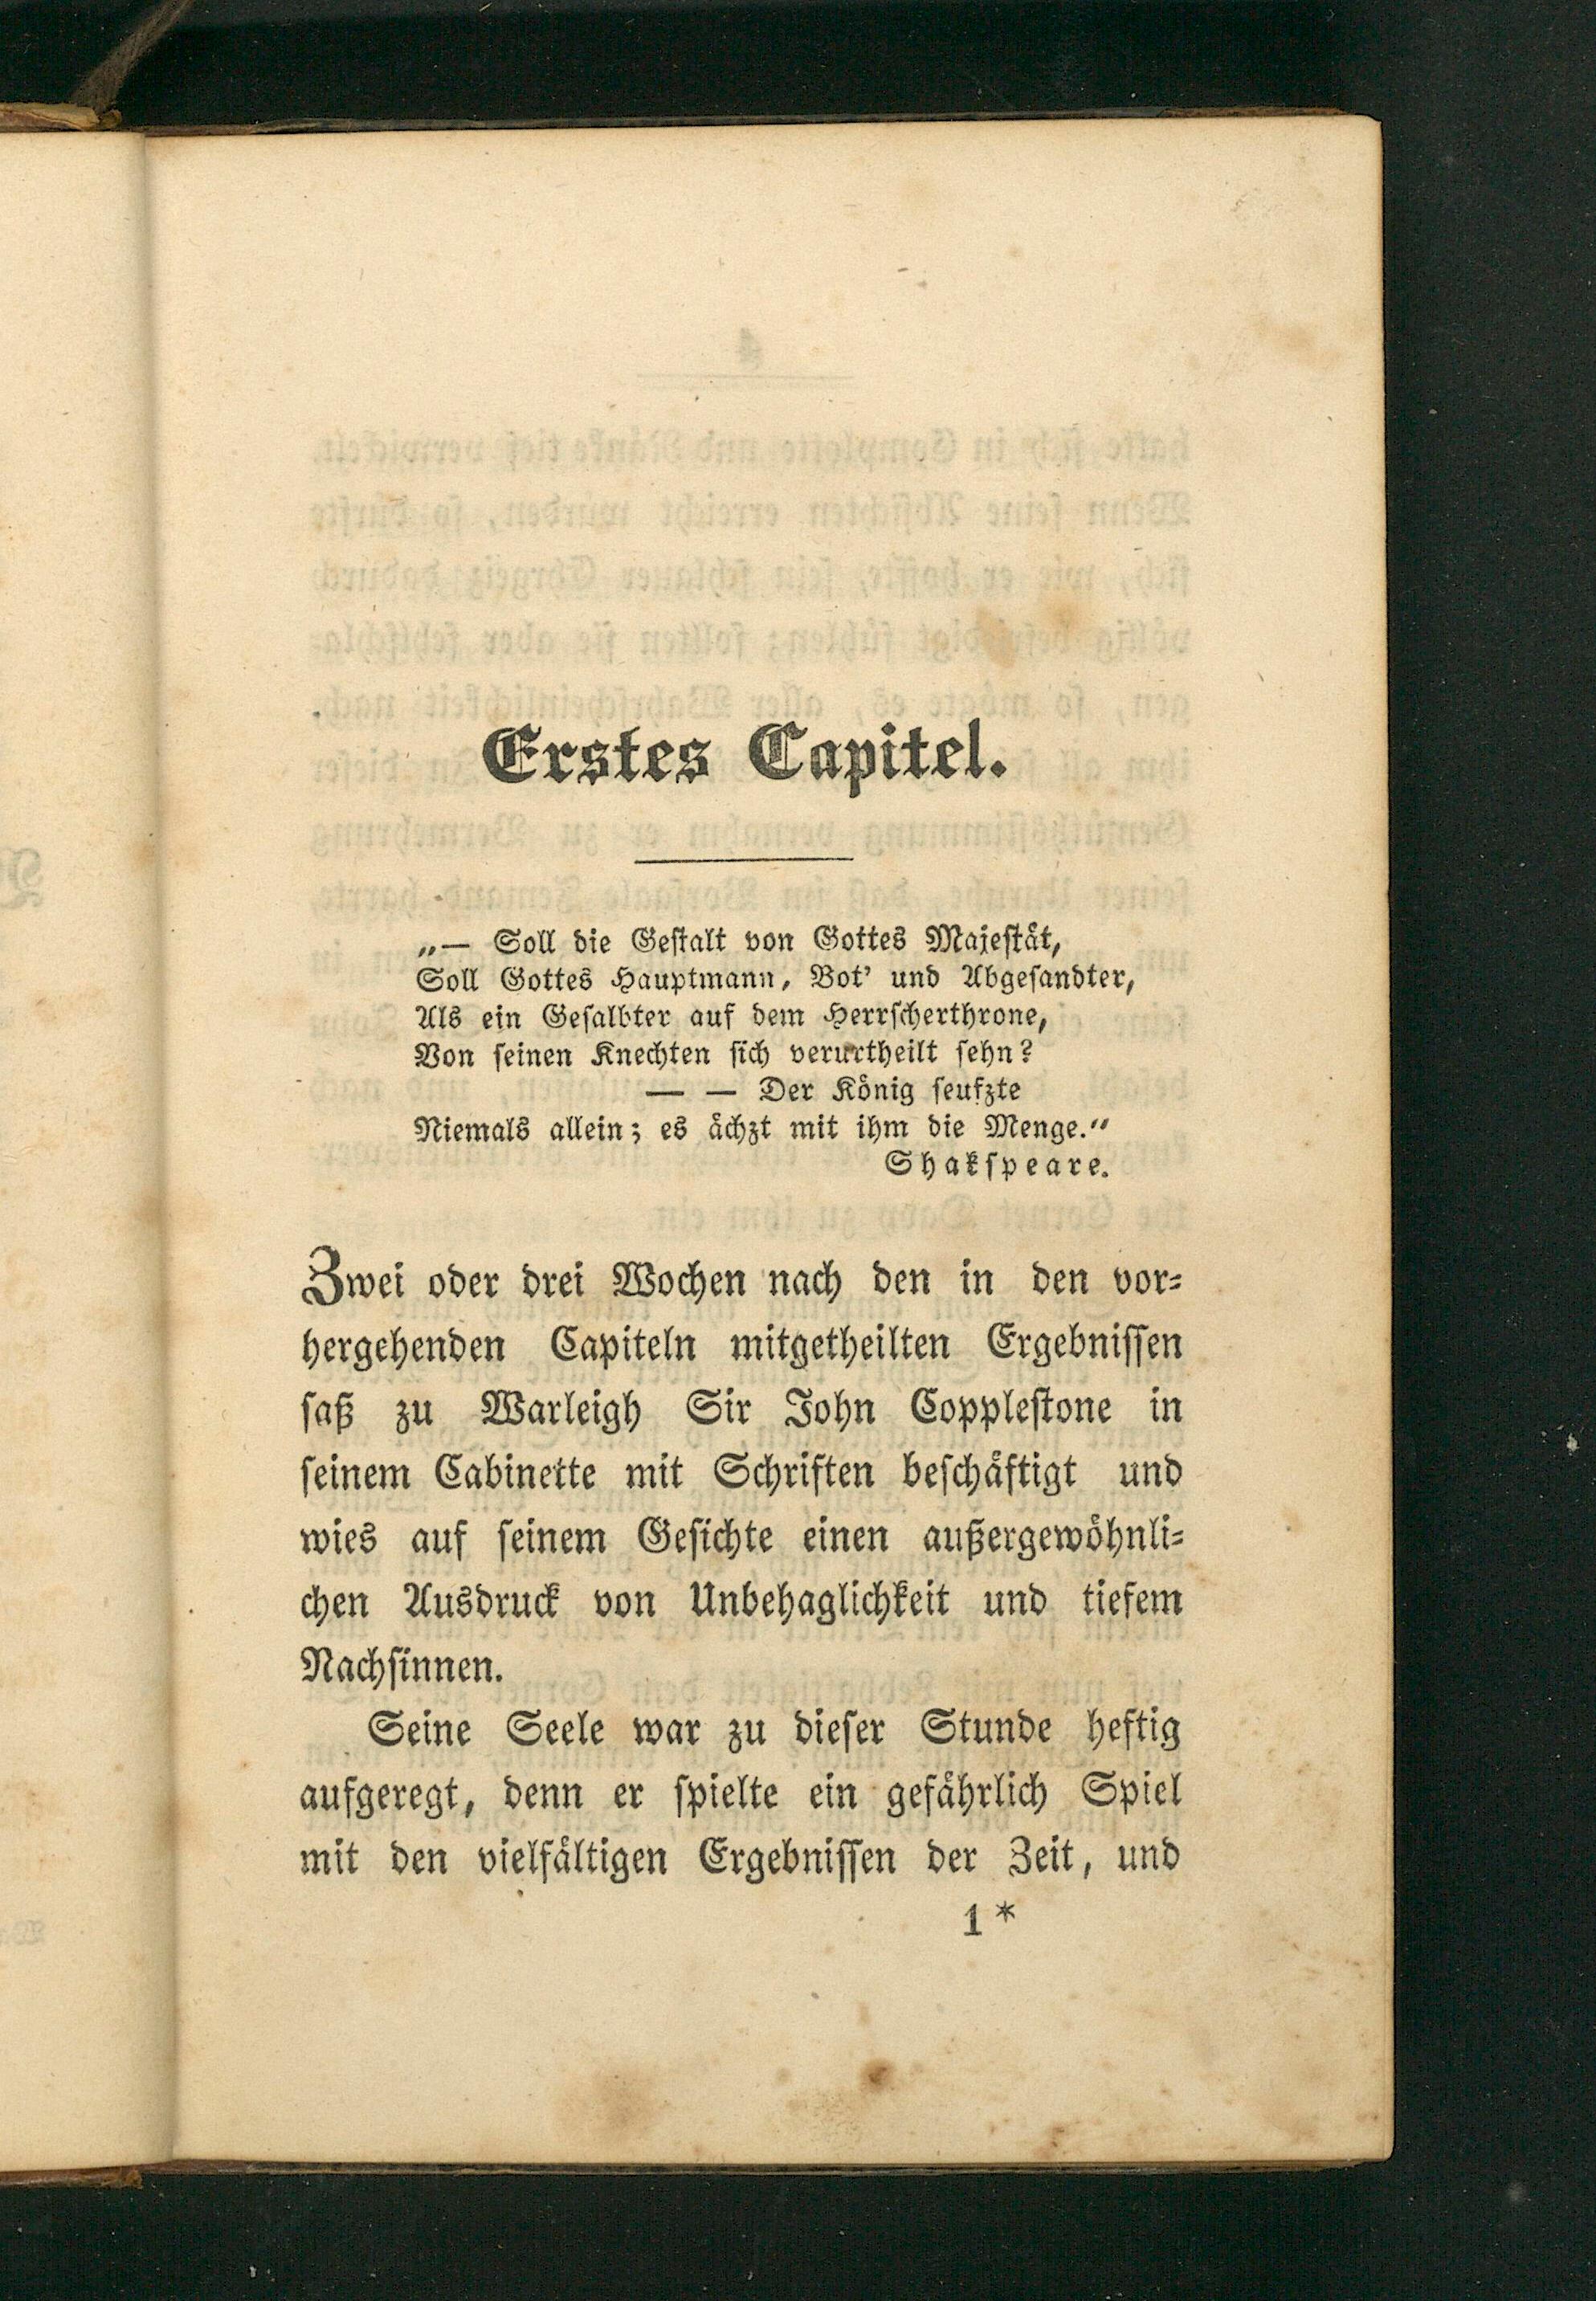 Erstes Capitel.
„— Soll die Geſtalt von Gottes Majeſtät,
Soll Gottes Hauptmann, Bot’ und Abgeſandter,
Als ein Geſalbter auf dem Herrſcherthrone,
Von ſeinen Knechten ſich verurtheilt ſehn?
— — Der König ſeufzte
Niemals allein; es ächzt mit ihm die Menge.“
Shakſpeare.
Zwei oder drei Wochen nach den in den vor-
hergehenden Capiteln mitgetheilten Ergebniſſen
ſaß zu Warleigh Sir John Coppleſtone in
ſeinem Cabinette mit Schriften beſchäftigt und
wies auf ſeinem Geſichte einen außergewöhnli-
chen Ausdruck von Unbehaglichkeit und tiefem
Nachſinnen.
Seine Seele war zu dieſer Stunde heftig
aufgeregt, denn er ſpielte ein gefährlich Spiel
mit den vielfältigen Ergebniſſen der Zeit, und
1*